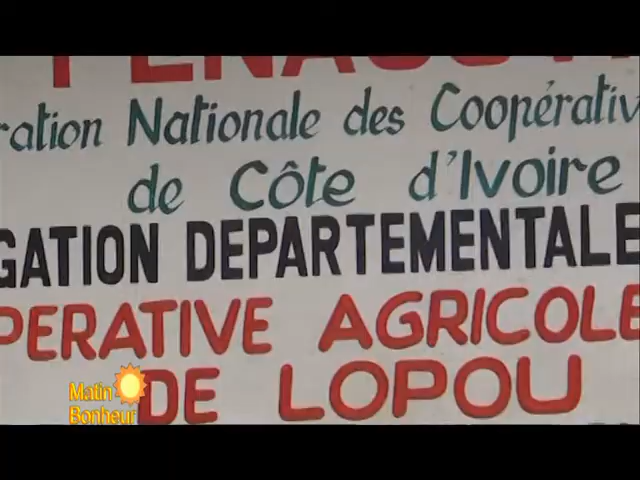 ration Nationale des Coopérativ
de Côte d'Ivoire
GATION DEPARTEMENTALE
PERATIVE AGRICOLE
DE LOPOU
Matin
Bonheur